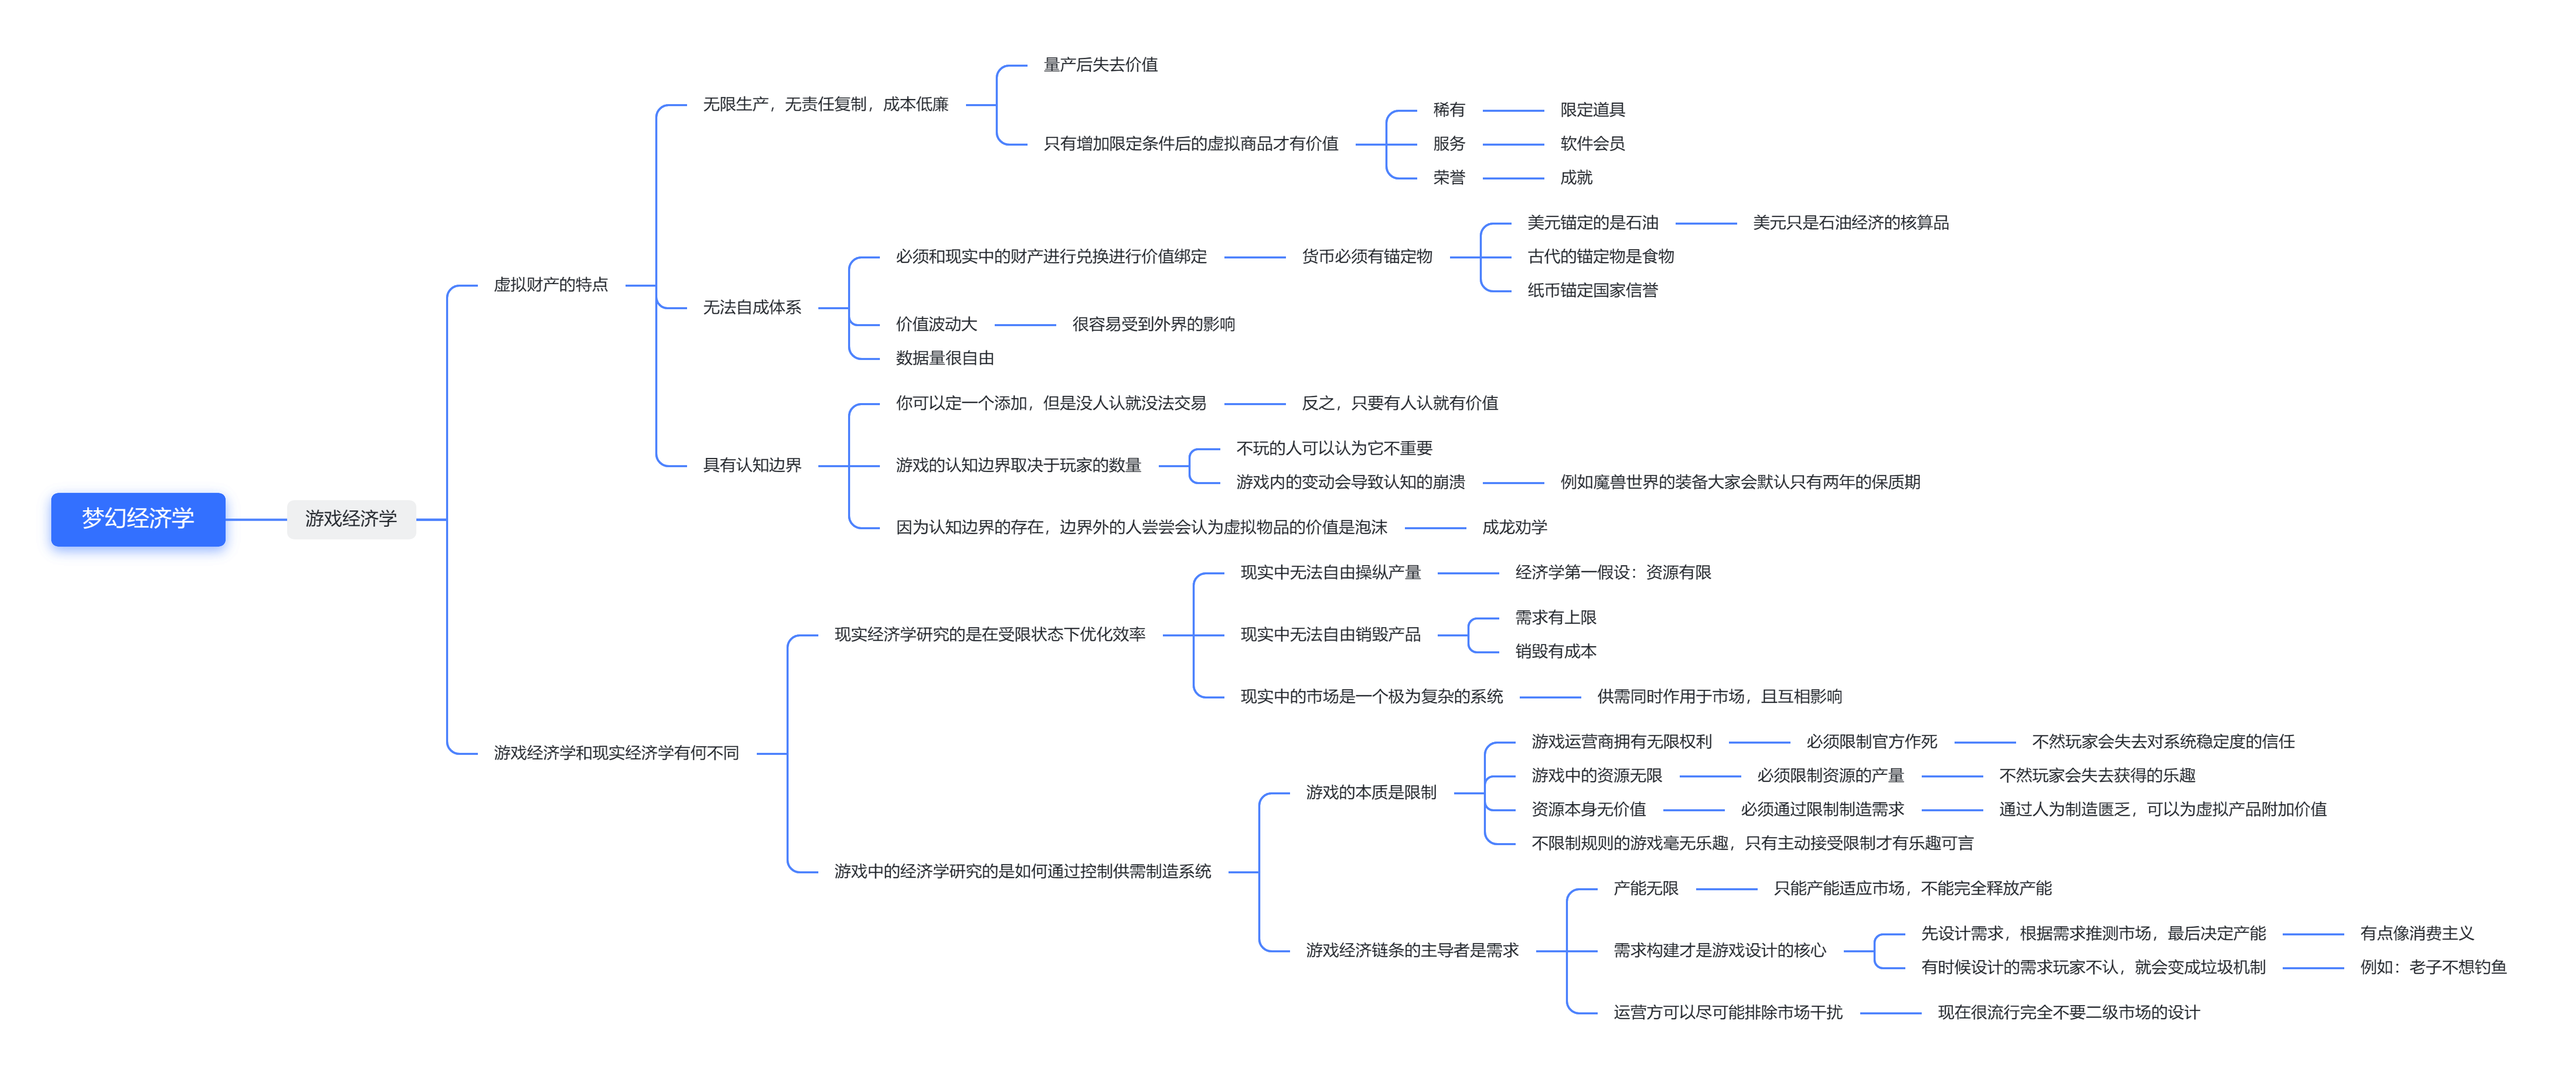 梦幻经济学
游戏经济学
虚拟财产的特点
无限生产，无责任复制，成本低廉
量产后失去价值
只有增加限定条件后的虚拟商品才有价值
稀有
限定道具
服务
软件会员
荣誉
成就
无法自成体系
必须和现实中的财产进行兑换进行价值绑定
货币必须有锚定物
美元锚定的是石油
美元只是石油经济的核算品
古代的锚定物是食物
纸币锚定国家信誉
价值波动大
很容易受到外界的影响
数据量很自由
具有认知边界
你可以定一个添加，但是没人认就没法交易
反之，只要有人认就有价值
游戏的认知边界取决于玩家的数量
不玩的人可以认为它不重要
游戏内的变动会导致认知的崩溃
例如魔兽世界的装备大家会默认只有两年的保质期
因为认知边界的存在，边界外的人尝尝会认为虚拟物品的价值是泡沫
成龙劝学
游戏经济学和现实经济学有何不同
现实经济学研究的是在受限状态下优化效率
现实中无法自由操纵产量
经济学第一假设：资源有限
现实中无法自由销毁产品
需求有上限
销毁有成本
现实中的市场是一个极为复杂的系统
供需同时作用于市场，且互相影响
游戏中的经济学研究的是如何通过控制供需制造系统
游戏的本质是限制
游戏运营商拥有无限权利
必须限制官方作死
不然玩家会失去对系统稳定度的信任
游戏中的资源无限
必须限制资源的产量
不然玩家会失去获得的乐趣
资源本身无价值
必须通过限制制造需求
通过人为制造匮乏，可以为虚拟产品附加价值
不限制规则的游戏毫无乐趣，只有主动接受限制才有乐趣可言
游戏经济链条的主导者是需求
产能无限
只能产能适应市场，不能完全释放产能
需求构建才是游戏设计的核心
先设计需求，根据需求推测市场，最后决定产能
有点像消费主义
有时候设计的需求玩家不认，就会变成垃圾机制
例如：老子不想钓鱼
运营方可以尽可能排除市场干扰
现在很流行完全不要二级市场的设计